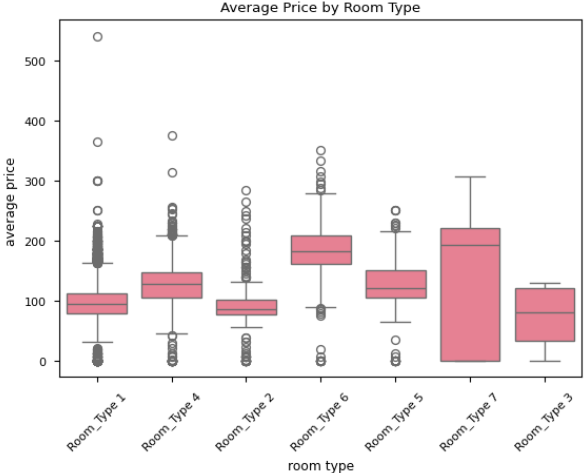 Average Price by Room Type
average price
500
400
300
200
100
0
Room_Type 1
Room_Type 4
Room_Type 2
Room_Type 6
Room_Type 5
Room_Type 7
Room_Type 3
room type